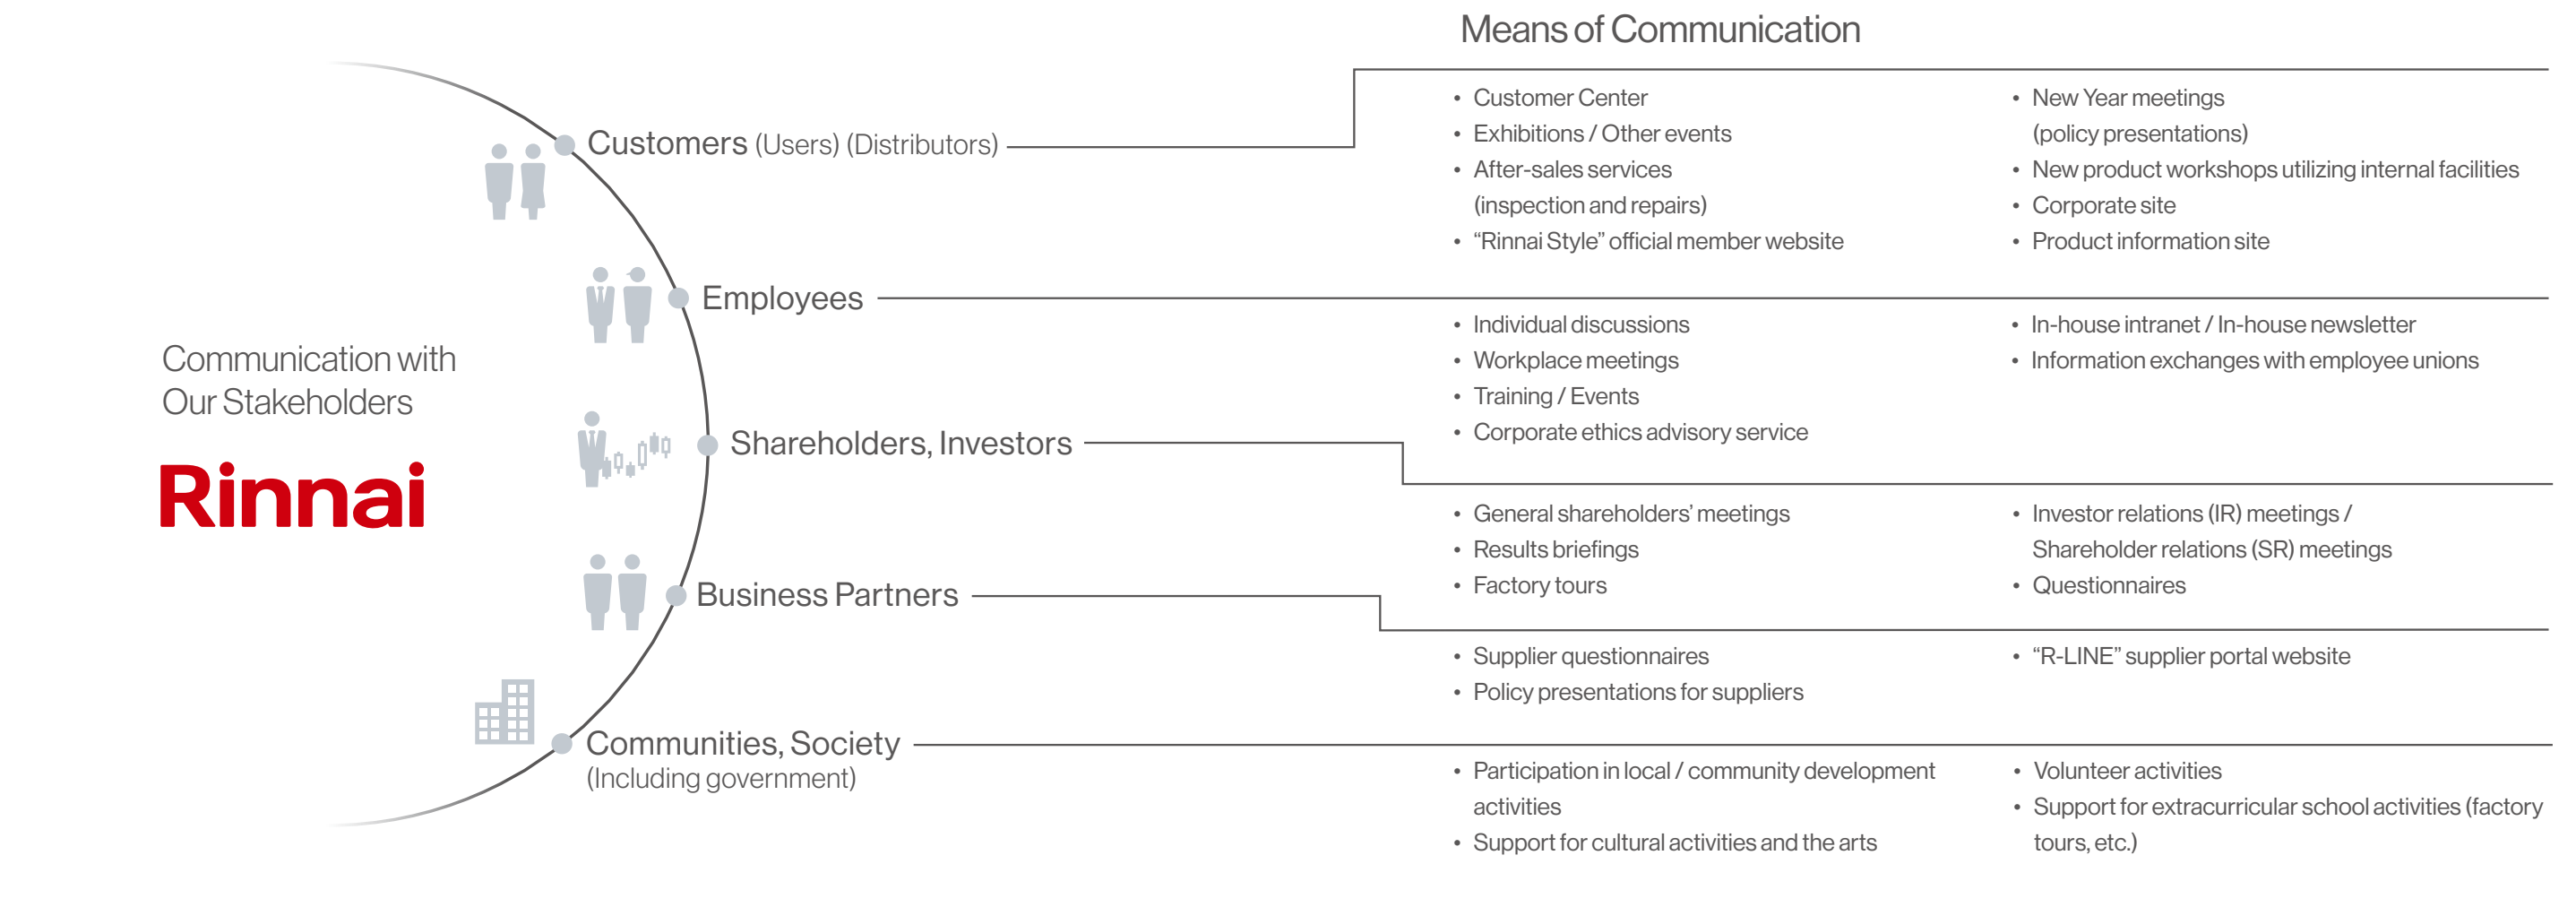 Means of Communication
Communication with
Our Stakeholders
Rinnai
Customers (Users) (Distributors)
• Customer Center
• Exhibitions / Other events
• After-sales services
(inspection and repairs)
• “Rinnai Style” official member website
• New Year meetings
(policy presentations)
• New product workshops utilizing internal facilities
• Corporate site
• Product information site
Employees
• Individual discussions
• Workplace meetings
• Training / Events
• Corporate ethics advisory service
• In-house intranet / In-house newsletter
• Information exchanges with employee unions
Shareholders, Investors
• General shareholders’ meetings
• Results briefings
• Factory tours
• Investor relations (IR) meetings /
Shareholder relations (SR) meetings
• Questionnaires
Business Partners
• Supplier questionnaires
• Policy presentations for suppliers
• “R-LINE” supplier portal website
Communities, Society
(Including government)
• Participation in local / community development
activities
• Support for cultural activities and the arts
• Volunteer activities
• Support for extracurricular school activities (factory
tours, etc.)